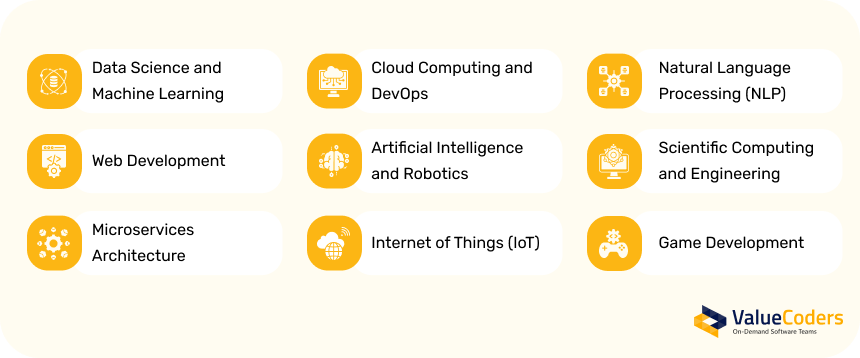 Data Science and
Machine Learning
Cloud Computing and
DevOps
Natural Language
Processing (NLP)
Web Development
Artificial Intelligence
and Robotics
Scientific Computing
and Engineering
Microservices
Architecture
Internet of Things (IoT)
Game Development
ValueCoders
On-Demand Software Teams